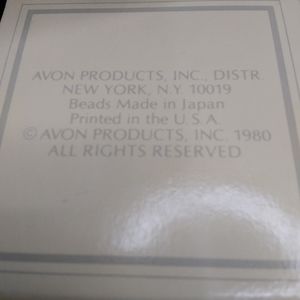 AVON PRODUCTS, INC., DISTR.
NEW YORK, N.Y. 10019
Beads Made in Japan
Printed in the U.S.A.
© AVON PRODUCTS, INC. 1980
ALL RIGHTS RESERVED